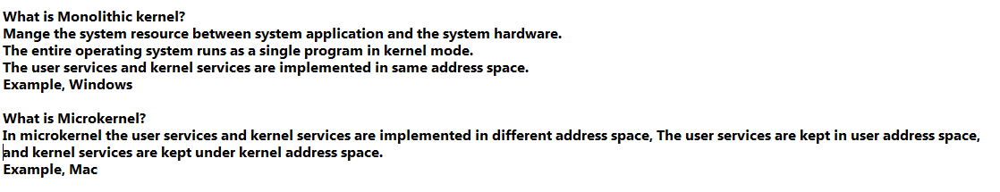 What is Monolithic kernel?
Mange the system resource between system application and the system hardware.
The entire operating system runs as a single program in kernel mode.
The user services and kernel services are implemented in same address space.
Example, Windows
What is Microkernel?
In microkernel the user services and kernel services are implemented in different address space, The user services are kept in user address space,
and kernel services are kept under kernel address space.
Example, Mac